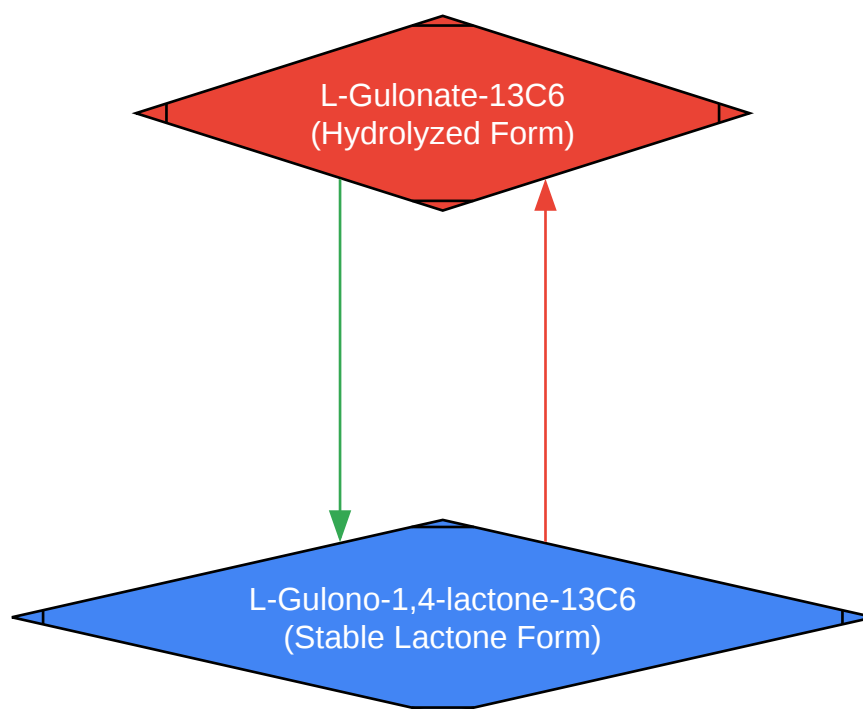 L-Gulonate-13C6
(Hydrolyzed Form)
L-Gulono-1,4-lactone-13C6
(Stable Lactone Form)